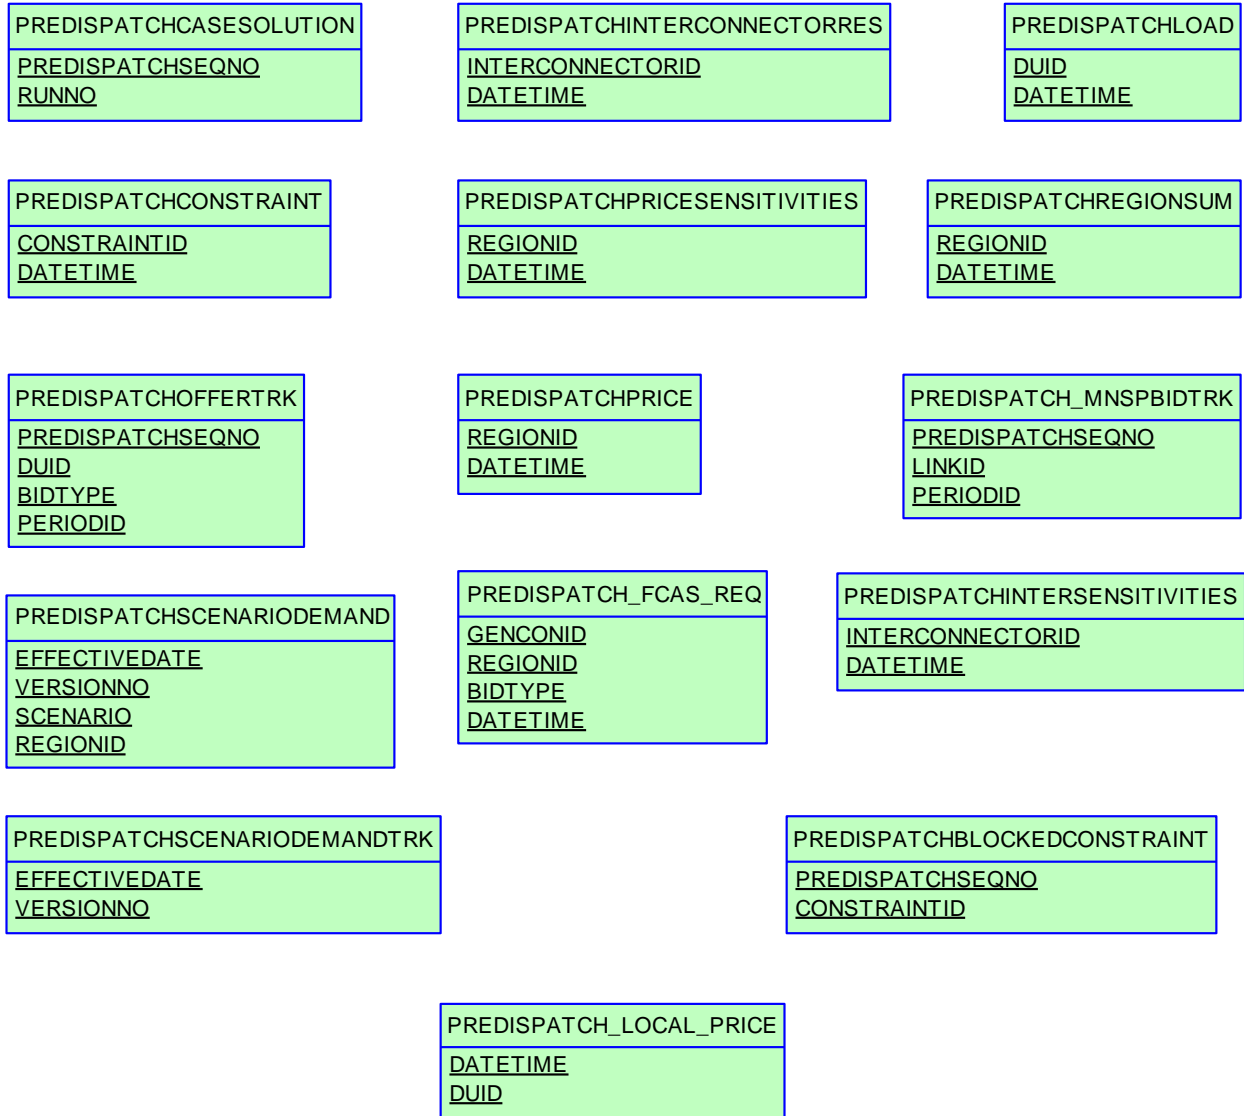 PREDISPATCHCASESOLUTION
PREDISPATCHSEQNO
RUNNO
PREDISPATCHINTERCONNECTORRES
INTERCONNECTORID
DATETIME
PREDISPATCHLOAD
DUID
DATETIME
PREDISPATCHCONSTRAINT
CONSTRAINTID
DATETIME
PREDISPATCHPRICESENSITIVITIES
REGIONID
DATETIME
PREDISPATCHREGIONSUM
REGIONID
DATETIME
PREDISPATCHOFFERTRK
PREDISPATCHSEQNO
DUID
BIDTYPE
PERIODID
PREDISPATCHPRICE
REGIONID
DATETIME
PREDISPATCH_MNSPBIDTRK
PREDISPATCHSEQNO
LINKID
PERIODID
PREDISPATCHSCENARIODEMAND
EFFECTIVEDATE
VERSIONNO
SCENARIO
REGIONID
PREDISPATCH_FCAS_REQ
GENCONID
REGIONID
BIDTYPE
DATETIME
PREDISPATCHINTERSENSITIVITIES
INTERCONNECTORID
DATETIME
PREDISPATCHSCENARIODEMANDTRK
EFFECTIVEDATE
VERSIONNO
PREDISPATCHBLOCKEDCONSTRAINT
PREDISPATCHSEQNO
CONSTRAINTID
PREDISPATCH_LOCAL_PRICE
DATETIME
DUID